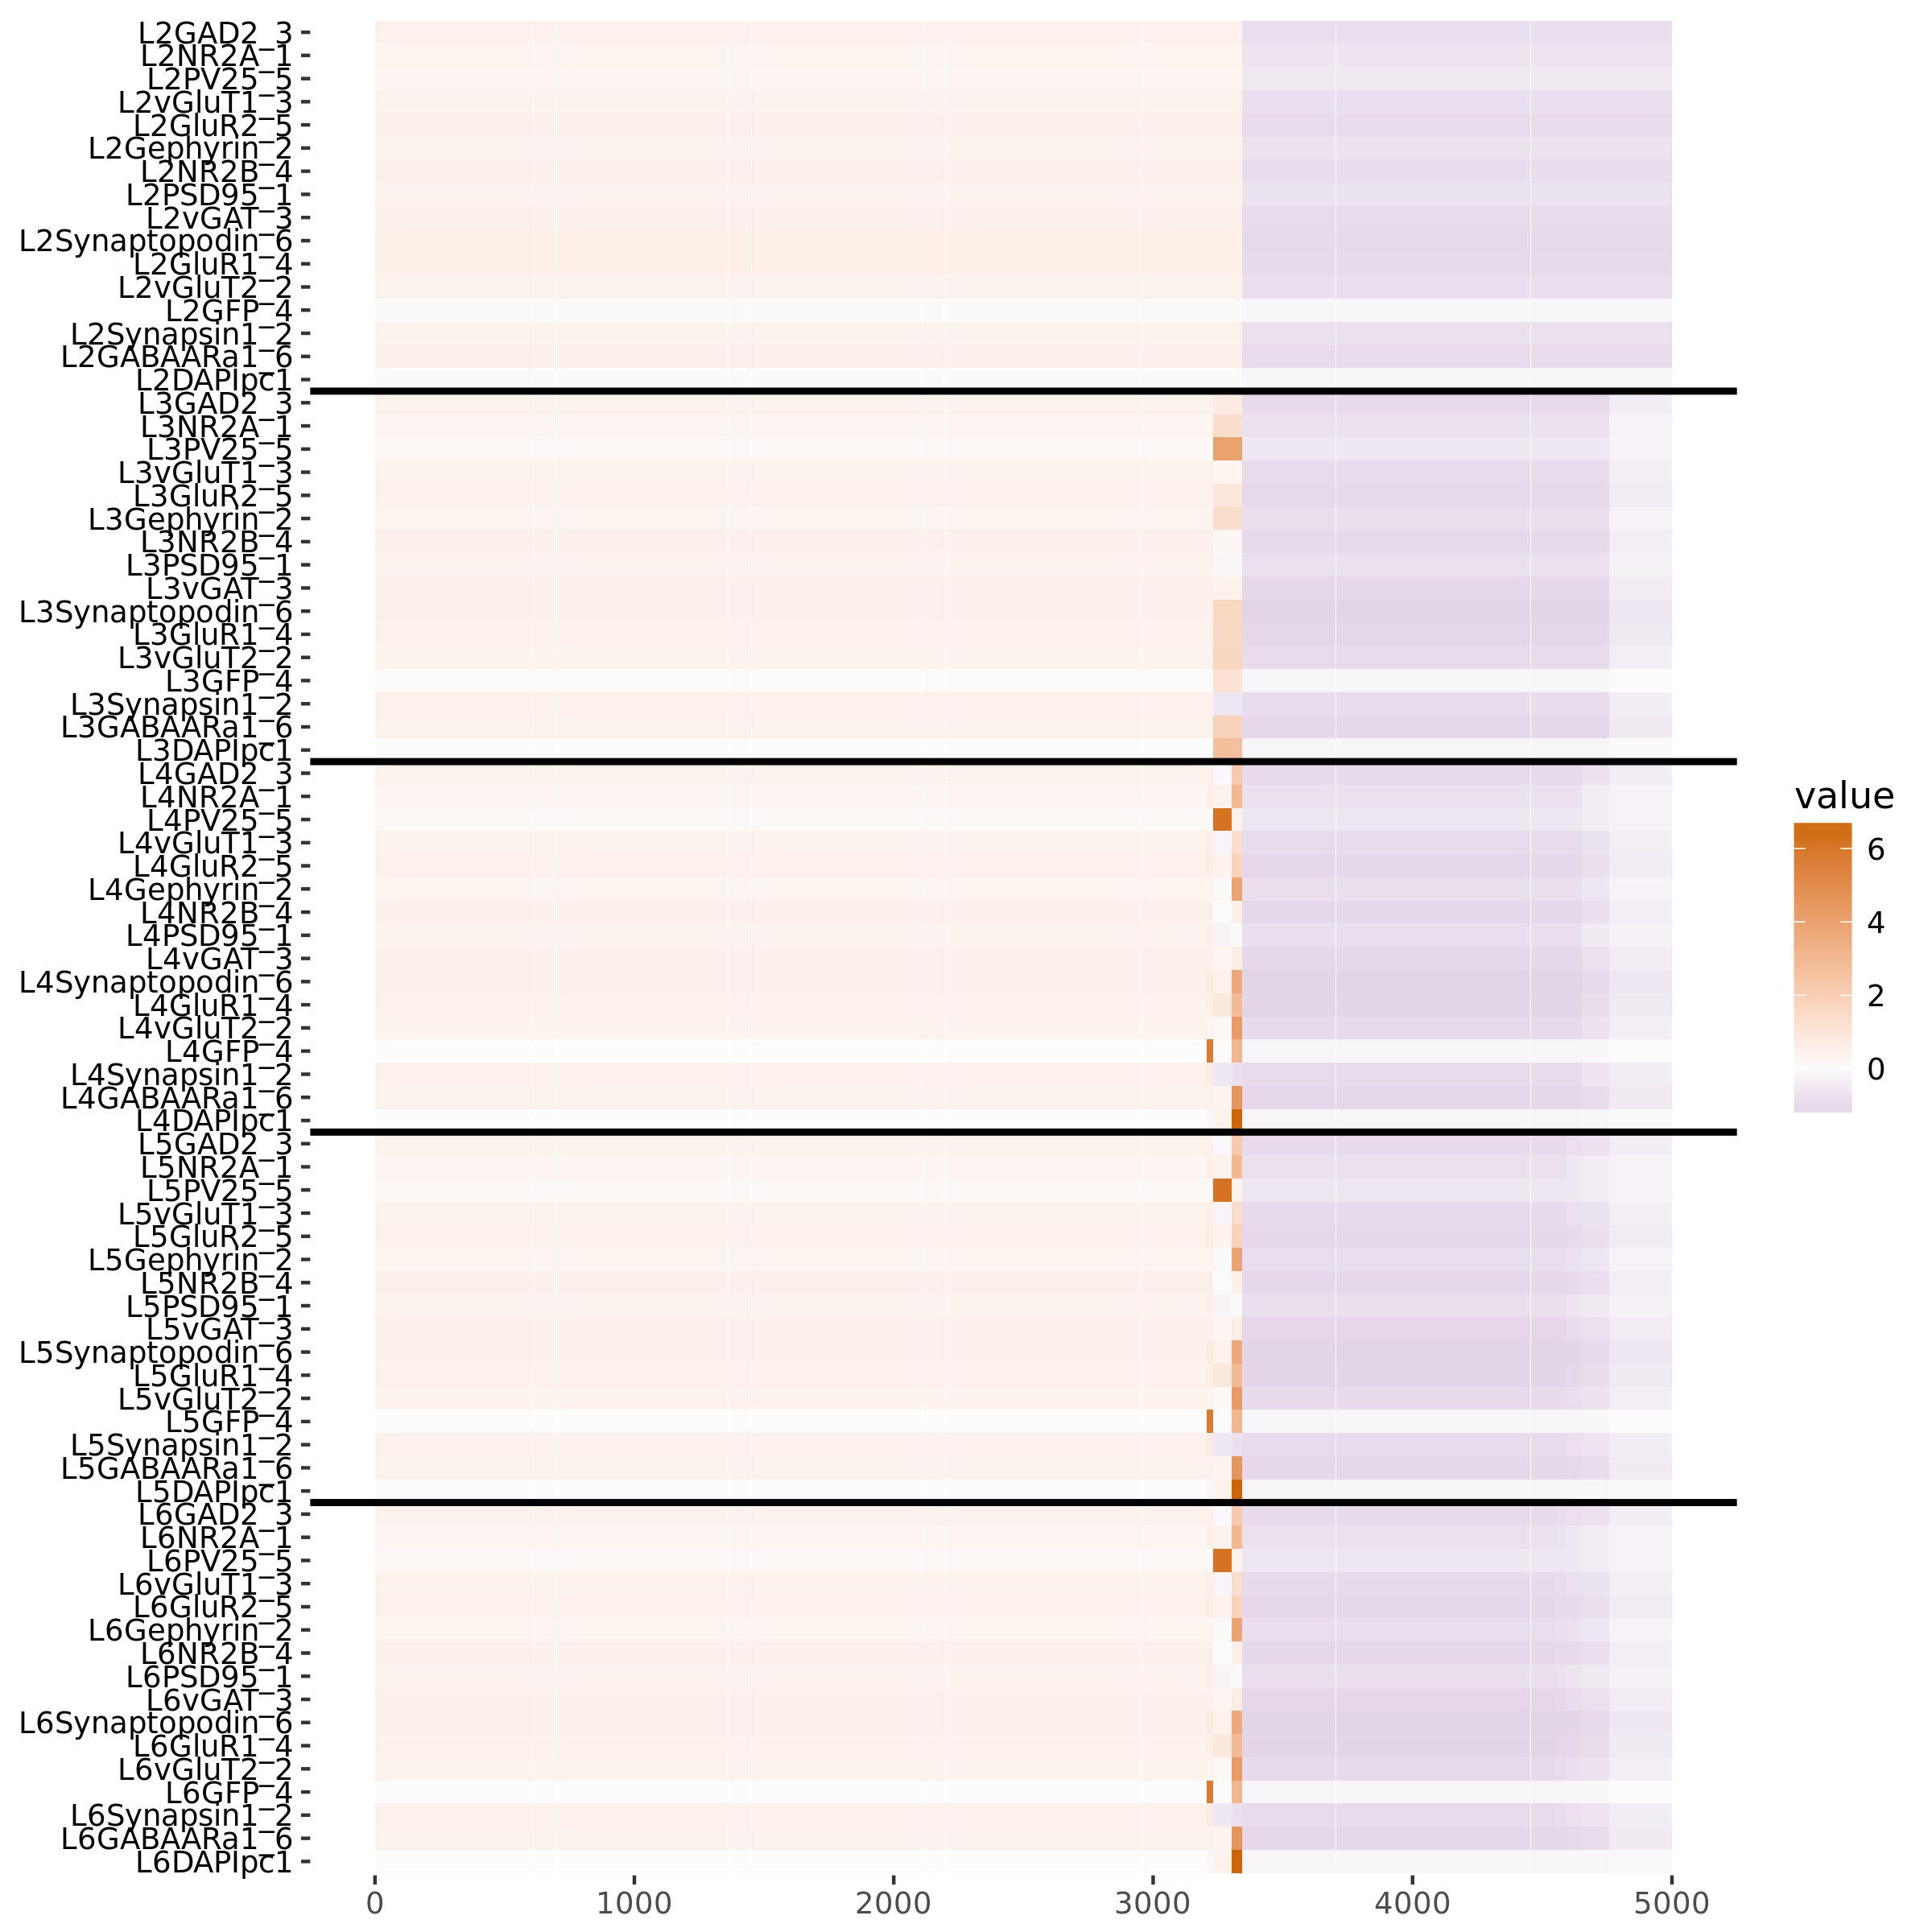 L2GAD2_3
L2NR2A_1
L2PV25_5
L2vGluT1_3
L2GluR2_5
L2Gephyrin_2
L2NR2B_4
L2PSD95_1
L2vGAT_3
L2Synaptopodin_6
L2GluR1_4
L2vGluT2_2
L2GFP_4
L2Synapsin1_2
L2GABAARa1_6
L2DAPIpc1
L3GAD2_3
L3NR2A_1
L3PV25_5
L3vGluT1_3
L3GluR2_5
L3Gephyrin_2
L3NR2B_4
L3PSD95_1
L3vGAT_3
L3Synaptopodin_6
L3GluR1_4
L3vGluT2_2
L3GFP_4
L3Synapsin1_2
L3GABAARa1_6
L3DAPIpc1
L4GAD2_3
L4NR2A_1
L4PV25_5
L4vGluT1_3
L4GluR2_5
L4Gephyrin_2
L4NR2B_4
L4PSD95_1
L4vGAT_3
L4Synaptopodin_6
L4GluR1_4
L4vGluT2_2
L4GFP_4
L4Synapsin1_2
L4GABAARa1_6
L4DAPIpc1
L5GAD2_3
L5NR2A_1
L5PV25_5
L5vGluT1_3
L5GluR2_5
L5Gephyrin_2
L5NR2B_4
L5PSD95_1
L5vGAT_3
L5Synaptopodin_6
L5GluR1_4
L5vGluT2_2
L5GFP_4
L5Synapsin1_2
L5GABAARa1_6
L5DAPIpc1
L6GAD2_3
L6NR2A_1
L6PV25_5
L6vGluT1_3
L6GluR2_5
L6Gephyrin_2
L6NR2B_4
L6PSD95_1
L6vGAT_3
L6Synaptopodin_6
L6GluR1_4
L6vGluT2_2
L6GFP_4
L6Synapsin1_2
L6GABAARa1_6
L6DAPIpc1
0 1000 2000 3000 4000 5000
value
6
4
2
0